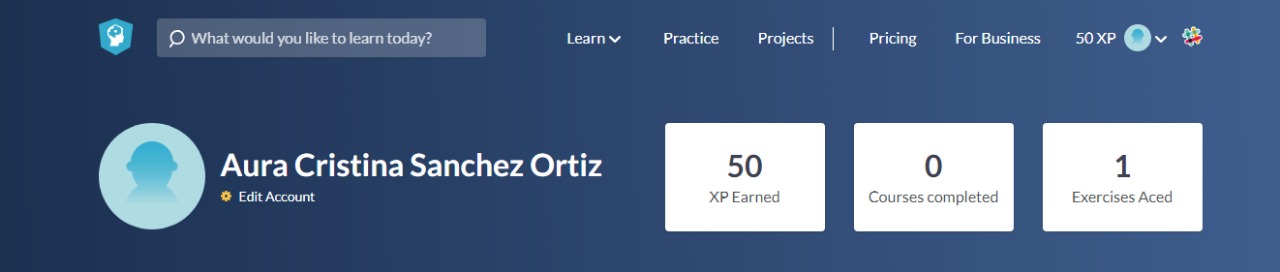 What would you like to learn today?
Learn
Practice
Projects
Pricing
For Business
50 XP
Aura Cristina Sanchez Ortiz
Edit Account
50
XP Earned
0
Courses completed
1
Exercises Aced